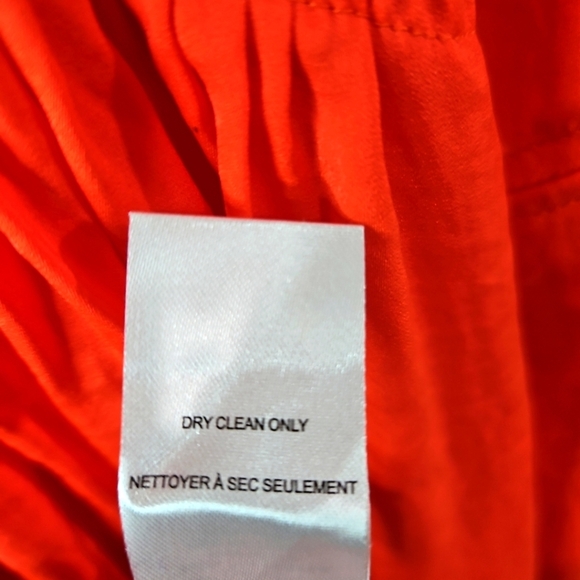 DRY CLEAN ONLY
NETTOYER À SEC SEULEMENT